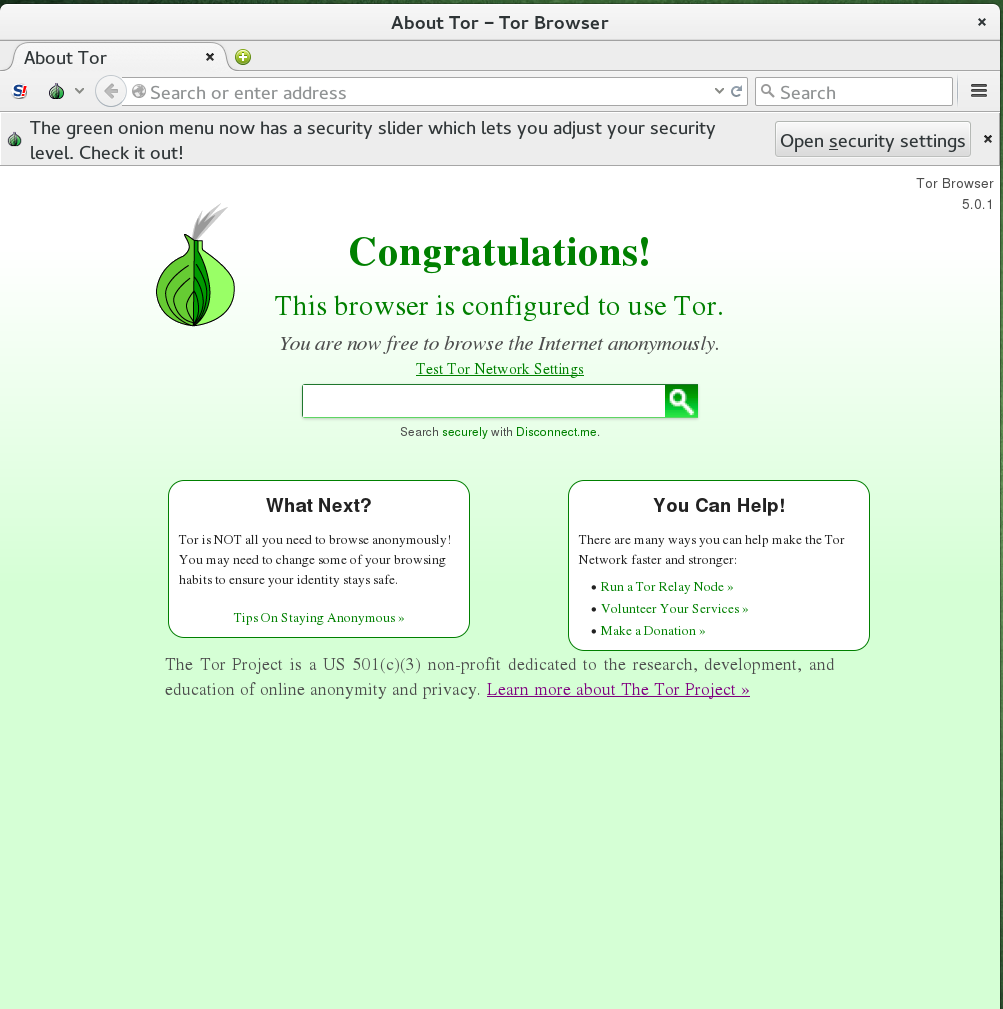 About Tor – Tor Browser
About Tor
S!
Search or enter address
Search
The green onion menu now has a security slider which lets you adjust your security
level. Check it out!
Open security settings
Tor Browser
5.0.1
Congratulations!
This browser is configured to use Tor.
You are now free to browse the Internet anonymously.
Test Tor Network Settings
Search securely with Disconnect.me.
What Next?
Tor is NOT all you need to browse anonymously!
You may need to change some of your browsing
habits to ensure your identity stays safe.
Tips On Staying Anonymous »
You Can Help!
There are many ways you can help make the Tor
Network faster and stronger:
• Run a Tor Relay Node »
• Volunteer Your Services »
• Make a Donation »
The Tor Project is a US 501(c)(3) non-profit dedicated to the research, development, and
education of online anonymity and privacy. Learn more about The Tor Project »